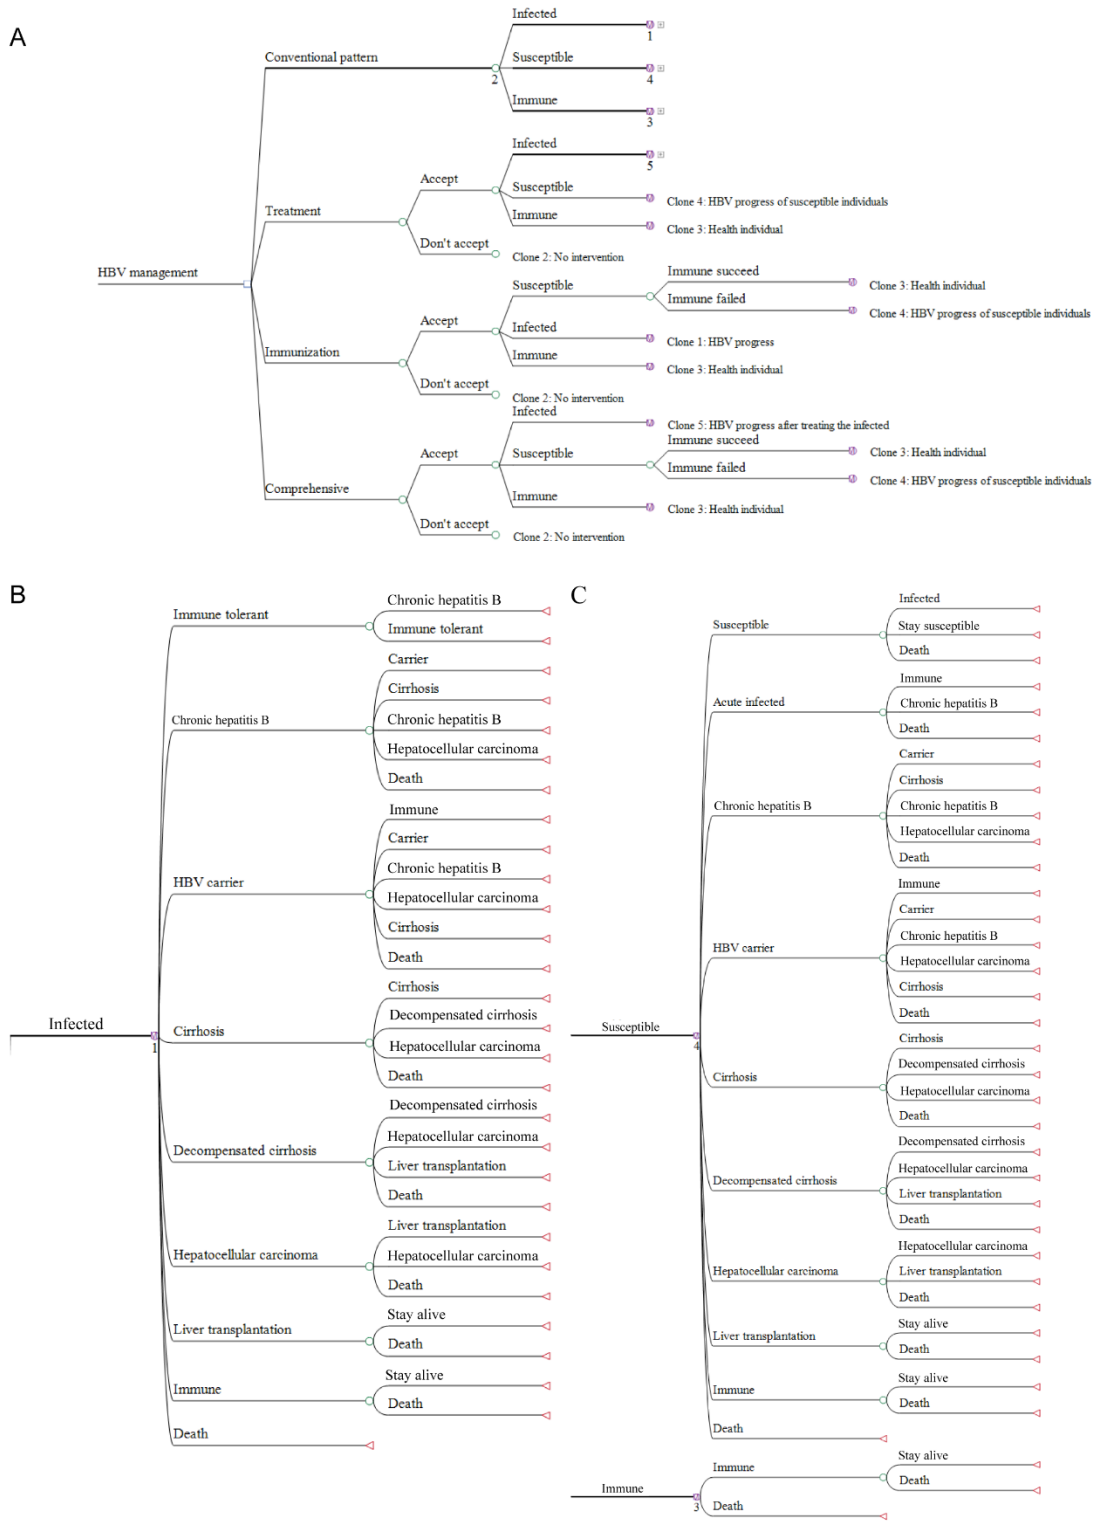 A
HBV management
Conventional pattern
2
Infected
1
Susceptible
4
Immune
3
Treatment
Accept
Infected
5
Susceptible
Clone 4: HBV progress of susceptible individuals
Immune
Clone 3: Health individual
Don't accept
Clone 2: No intervention
Immunization
Accept
Susceptible
Immune succeed
Clone 3: Health individual
Immune failed
Clone 4: HBV progress of susceptible individuals
Infected
Clone 1: HBV progress
Immune
Clone 3: Health individual
Don't accept
Clone 2: No intervention
Comprehensive
Accept
Infected
Clone 5: HBV progress after treating the infected
Susceptible
Immune succeed
Clone 3: Health individual
Immune failed
Clone 4: HBV progress of susceptible individuals
Immune
Clone 3: Health individual
Don't accept
Clone 2: No intervention
B
Infected
1
Immune tolerant
Chronic hepatitis B
Immune tolerant
Chronic hepatitis B
Carrier
Cirrhosis
Chronic hepatitis B
Hepatocellular carcinoma
Death
HBV carrier
Immune
Carrier
Chronic hepatitis B
Hepatocellular carcinoma
Cirrhosis
Death
Cirrhosis
Cirrhosis
Decompensated cirrhosis
Hepatocellular carcinoma
Death
Decompensated cirrhosis
Decompensated cirrhosis
Hepatocellular carcinoma
Liver transplantation
Death
Hepatocellular carcinoma
Liver transplantation
Hepatocellular carcinoma
Death
Liver transplantation
Stay alive
Death
Immune
Stay alive
Death
Death
C
Susceptible
4
Susceptible
Infected
Stay susceptible
Death
Acute infected
Immune
Chronic hepatitis B
Death
Chronic hepatitis B
Carrier
Cirrhosis
Chronic hepatitis B
Hepatocellular carcinoma
Death
HBV carrier
Immune
Carrier
Chronic hepatitis B
Hepatocellular carcinoma
Cirrhosis
Death
Cirrhosis
Cirrhosis
Decompensated cirrhosis
Hepatocellular carcinoma
Death
Decompensated cirrhosis
Decompensated cirrhosis
Hepatocellular carcinoma
Liver transplantation
Death
Hepatocellular carcinoma
Hepatocellular carcinoma
Liver transplantation
Death
Liver transplantation
Stay alive
Death
Immune
Stay alive
Death
Death
Immune
3
Immune
Stay alive
Death
Death